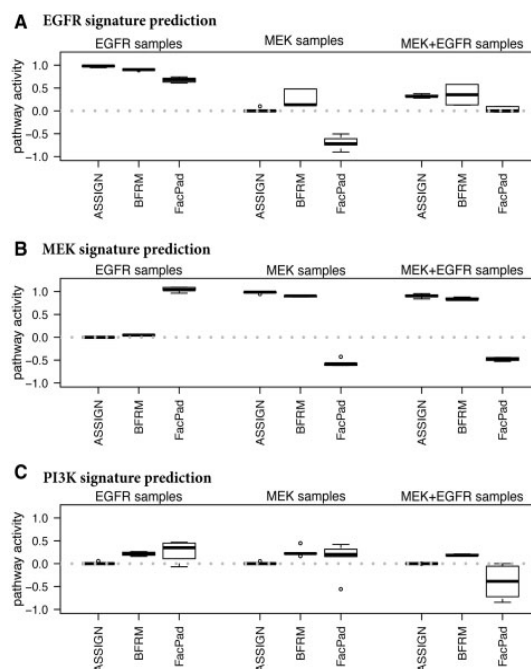 A EGFR signature prediction
EGFR samples MEK samples MEK+EGFR samples
pathway activity
1.0
0.5
0.0
−0.5
−1.0
ASSIGN BFRM FacPad ASSIGN BFRM FacPad ASSIGN BFRM FacPad
B MEK signature prediction
EGFR samples MEK samples MEK+EGFR samples
pathway activity
1.0
0.5
0.0
−0.5
−1.0
ASSIGN BFRM FacPad ASSIGN BFRM FacPad ASSIGN BFRM FacPad
C PI3K signature prediction
EGFR samples MEK samples MEK+EGFR samples
pathway activity
1.0
0.5
0.0
−0.5
−1.0
ASSIGN BFRM FacPad ASSIGN BFRM FacPad ASSIGN BFRM FacPad